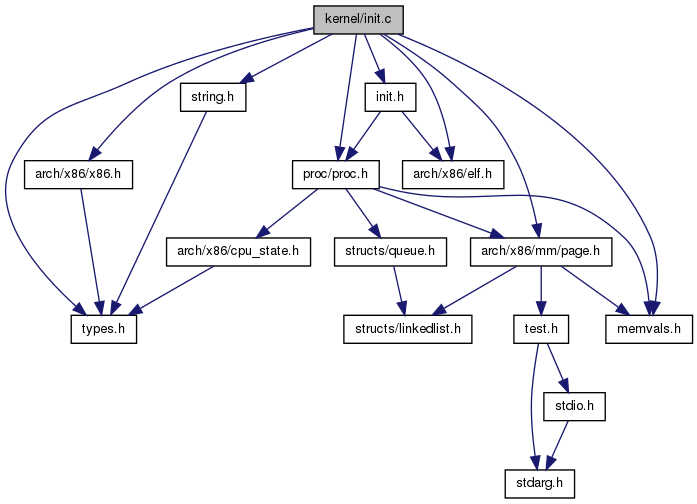 kernel/init.c
string.h
init.h
arch/x86/x86.h
proc/proc.h
arch/x86/elf.h
arch/x86/cpu_state.h
structs/queue.h
arch/x86/mm/page.h
types.h
structs/linkedlist.h
test.h
memvals.h
stdio.h
stdarg.h